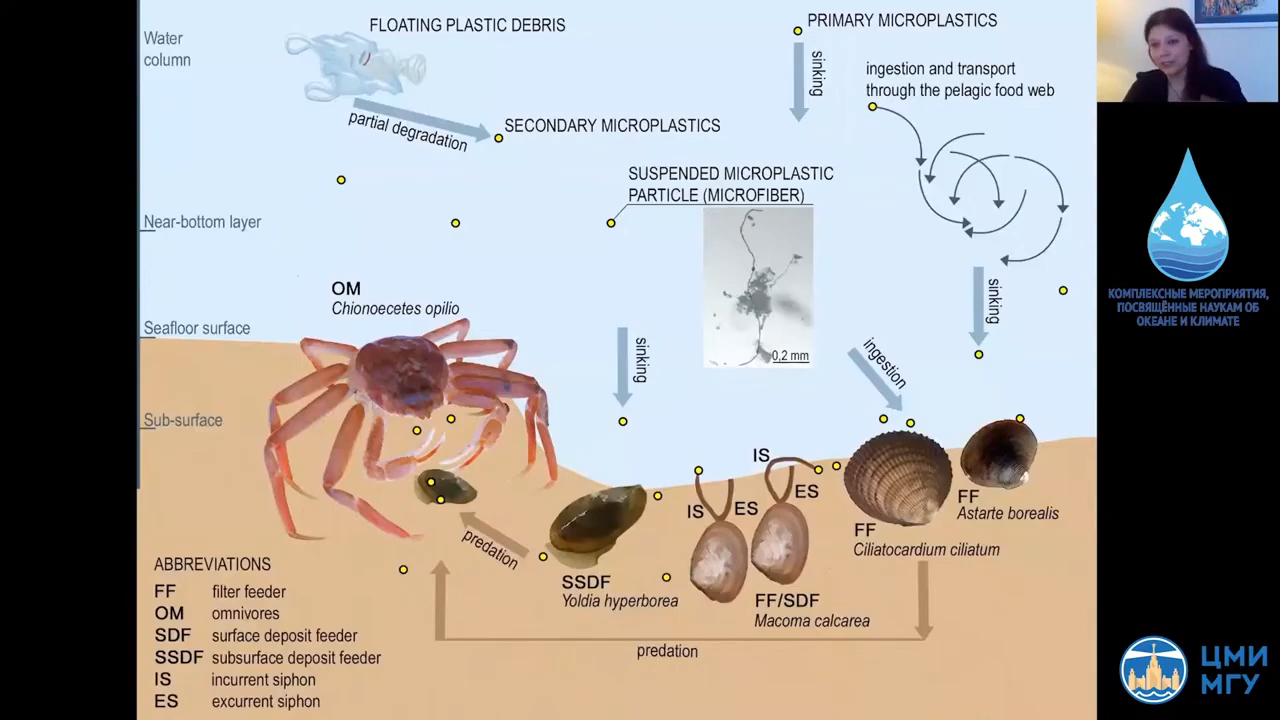 Water
column
FLOATING PLASTIC DEBRIS
PRIMARY MICROPLASTICS
sinking
ingestion and transport
through the pelagic food web
partial degradation
SECONDARY MICROPLASTICS
SUSPENDED MICROPLASTIC
PARTICLE (MICROFIBER)
Near-bottom layer
OM
Chionoecetes opilio
Seafloor surface
sinking
0,2 mm
ingestion
sinking
Sub-surface
IS
ES
IS
ES
FF
Astarte borealis
FF
Ciliatocardium ciliatum
predation
SSDF
Yoldia hyperborea
FF/SDF
Macoma calcarea
predation
ABBREVIATIONS
FF filter feeder
OM omnivores
SDF surface deposit feeder
SSDF subsurface deposit feeder
IS incurrent siphon
ES excurrent siphon
КОМПЛЕКСНЫЕ МЕРОПРИЯТИЯ,
ПОСВЯЩЁННЫЕ НАУКАМ ОБ
ОКЕАНЕ И КЛИМАТЕ
ЦМИ
МГУ